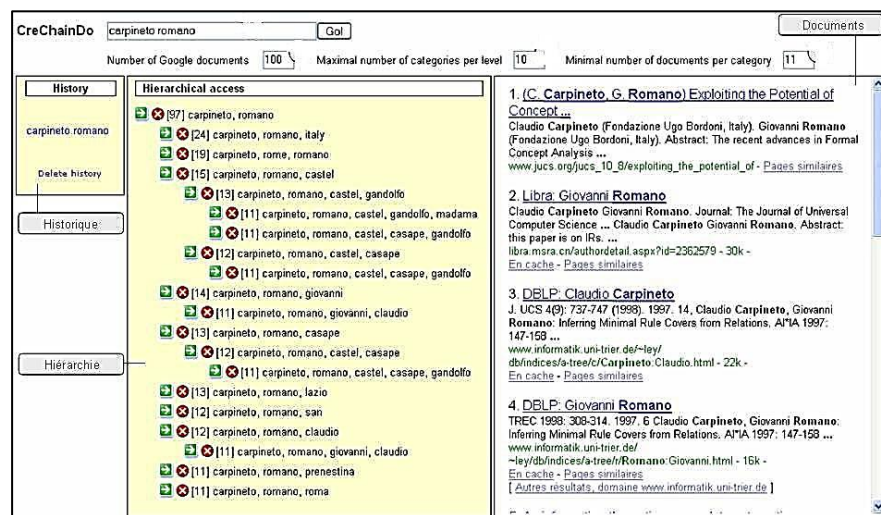 CreChainDo carpineto romano Go!
Documents
Number of Google documents 100 Maximal number of categories per level 10 Minimal number of documents per category 11
History
carpineto romano
Delete history
Historique
Hiérarchie
Hierarchical access
[97] carpineto, romano
[24] carpineto, romano, italy
[19] carpineto, rome, romano
[15] carpineto, romano, castel
[13] carpineto, romano, castel, gandolfo
[11] carpineto, romano, castel, gandolfo, madama
[11] carpineto, romano, castel, casape, gandolfo
[12] carpineto, romano, castel, casape
[11] carpineto, romano, castel, casape, gandolfo
[14] carpineto, romano, giovanni
[11] carpineto, romano, giovanni, claudio
[13] carpineto, romano, casape
[12] carpineto, romano, castel, casape
[11] carpineto, romano, castel, casape, gandolfo
[13] carpineto, romano, lazio
[12] carpineto, romano, san
[12] carpineto, romano, claudio
[11] carpineto, romano, giovanni, claudio
[11] carpineto, romano, prenestina
[11] carpineto, romano, roma
1. (C. Carpineto, G. Romano) Exploiting the Potential of
Concept ...
Claudio Carpineto (Fondazione Ugo Bordoni, Italy). Giovanni Romano
(Fondazione Ugo Bordoni, Italy). Abstract: The recent advances in Formal
Concept Analysis ...
www.jucs.org/jucs_10_8/exploiting_the_potential_of - Pages similaires
2. Libra: Giovanni Romano
Claudio Carpineto Giovanni Romano. Journal: The Journal of Universal
Computer Science ... Claudio Carpineto Giovanni Romano. Abstract:
this paper is on IRs. ...
libra.msra.cn/authordetail.aspx?id=2362579 - 30k -
En cache - Pages similaires
3. DBLP: Claudio Carpineto
J. UCS 4(9): 737-747 (1998). 1997. 14, Claudio Carpineto, Giovanni
Romano: Inferring Minimal Rule Covers from Relations. AI*IA 1997:
147-158 ...
www.informatik.uni-trier.de/~ley/
db/indices/a-tree/c/Carpineto:Claudio.html - 22k -
En cache - Pages similaires
4. DBLP: Giovanni Romano
TREC 1998: 308-314. 1997. 6 Claudio Carpineto, Giovanni Romano:
Inferring Minimal Rule Covers from Relations. AI*IA 1997: 147-158 ...
www.informatik.uni-trier.de/
~ley/db/indices/a-tree/r/Romano:Giovanni.html - 16k -
En cache - Pages similaires
[ Autres résultats, domaine www.informatik.uni-trier.de ]